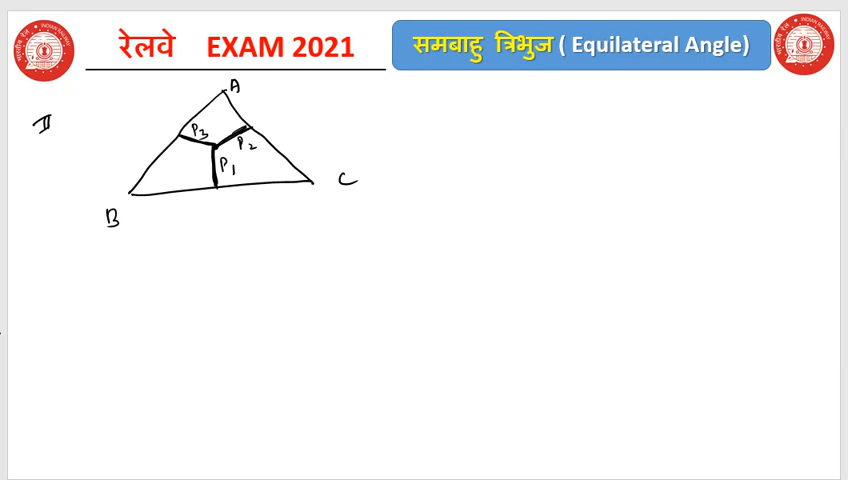 रेलवे EXAM 2021
समबाहु त्रिभुज ( Equilateral Angle)
II
A
P3
P2
P1
C
B